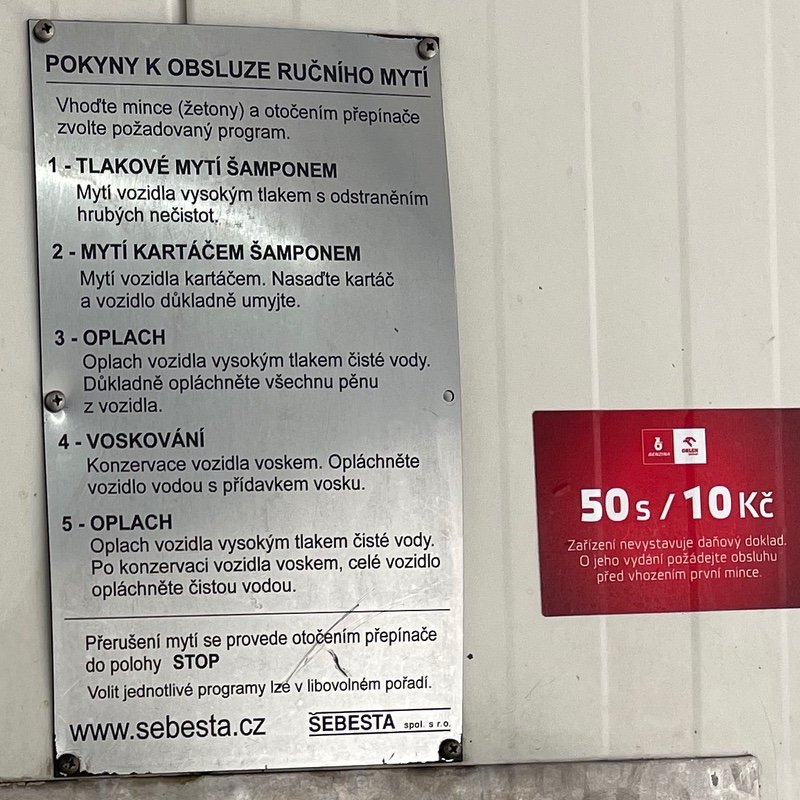 POKYNY K OBSLUZE RUČNÍHO MYTÍ
Vhoďte mince (žetony) a otočením přepínače
zvolte požadovaný program.
1 - TLAKOVÉ MYTÍ ŠAMPONEM
Mytí vozidla vysokým tlakem s odstraněním
hrubých nečistot.
2 - MYTÍ KARTÁČEM ŠAMPONEM
Mytí vozidla kartáčem. Nasaďte kartáč
a vozidlo důkladně umyjte.
3 - OPLACH
Oplach vozidla vysokým tlakem čisté vody.
Důkladně opláchněte všechnu pěnu
z vozidla.
4 - VOSKOVÁNÍ
Konzervace vozidla voskem. Opláchněte
vozidlo vodou s přídavkem vosku.
5 - OPLACH
Oplach vozidla vysokým tlakem čisté vody.
Po konzervaci vozidla voskem, celé vozidlo
opláchněte čistou vodou.
Přerušení mytí se provede otočením přepínače
do polohy STOP
Volit jednotlivé programy lze v libovolném pořadí.
www.sebesta.cz ŠEBESTA spol. s r.o.
BENZINA ORLEN
50 s / 10 Kč
Zařízení nevystavuje daňový doklad.
O jeho vydání požádejte obsluhu
před vhozením první mince.